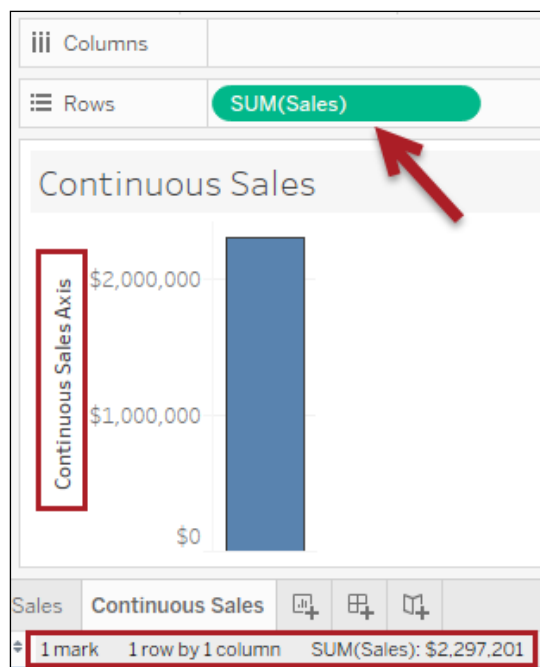 Columns
Rows
SUM(Sales)
Continuous Sales
Continuous Sales Axis
$2,000,000
$1,000,000
$0
Sales
Continuous Sales
1 mark 1 row by 1 column SUM(Sales): $2,297,201